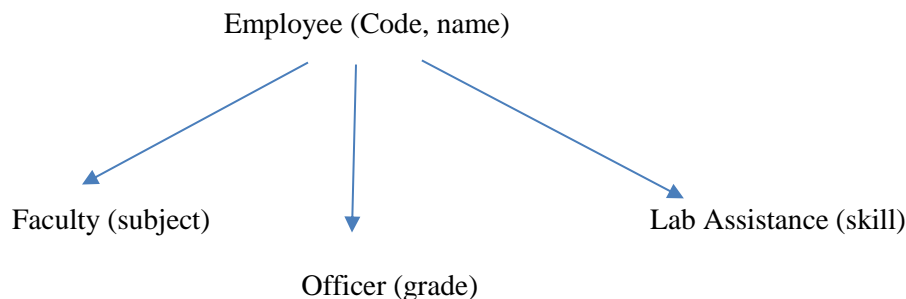 Employee (Code, name)
Faculty (subject)
Lab Assistance (skill)
Officer (grade)